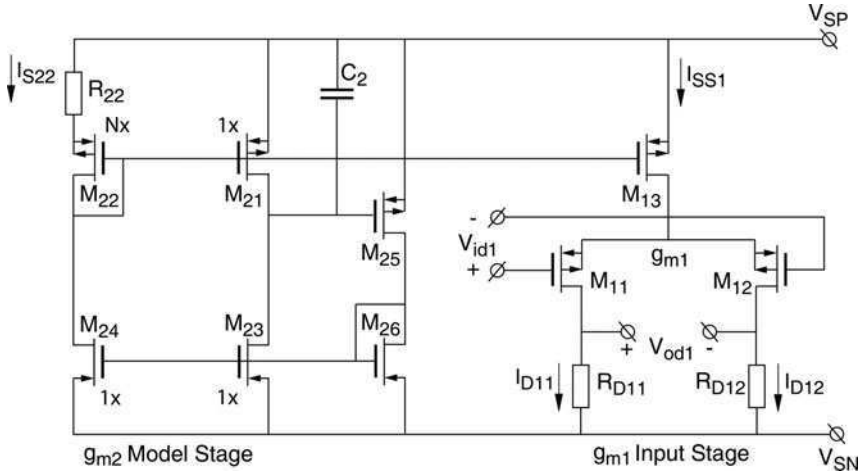 V_SP
I_S22
R_22
C_2
I_SS1
Nx
1x
M_22
M_21
M_13
M_25
-
V_id1
+
g_m1
M_11
M_12
M_24
M_23
M_26
+
V_od1
-
1x
1x
I_D11
R_D11
R_D12
I_D12
g_m2 Model Stage
g_m1 Input Stage
V_SN